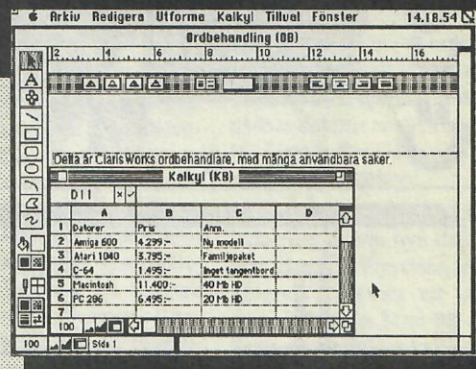 Arkiv Redigera Utforma Kalkyl Tillval Fönster 14.18.54
Ordbehandling (OB)
2 4 6 8 10 12 14 16
A
Detta är Claris Works ordbehandlare, med många användbara saker.
Kalkyl (KB)
D11
A B C D
1 Datorer Pris Anm.
2 Amiga 600 4.299:- Ny modell
3 Atari 1040 3.795:- Familjepaket
4 C-64 1.495:- Inget tangentbord
5 Macintosh 11.400:- 40 Mb HD
6 PC 286 6.495:- 20 Mb HD
7
100
100 Sida 1